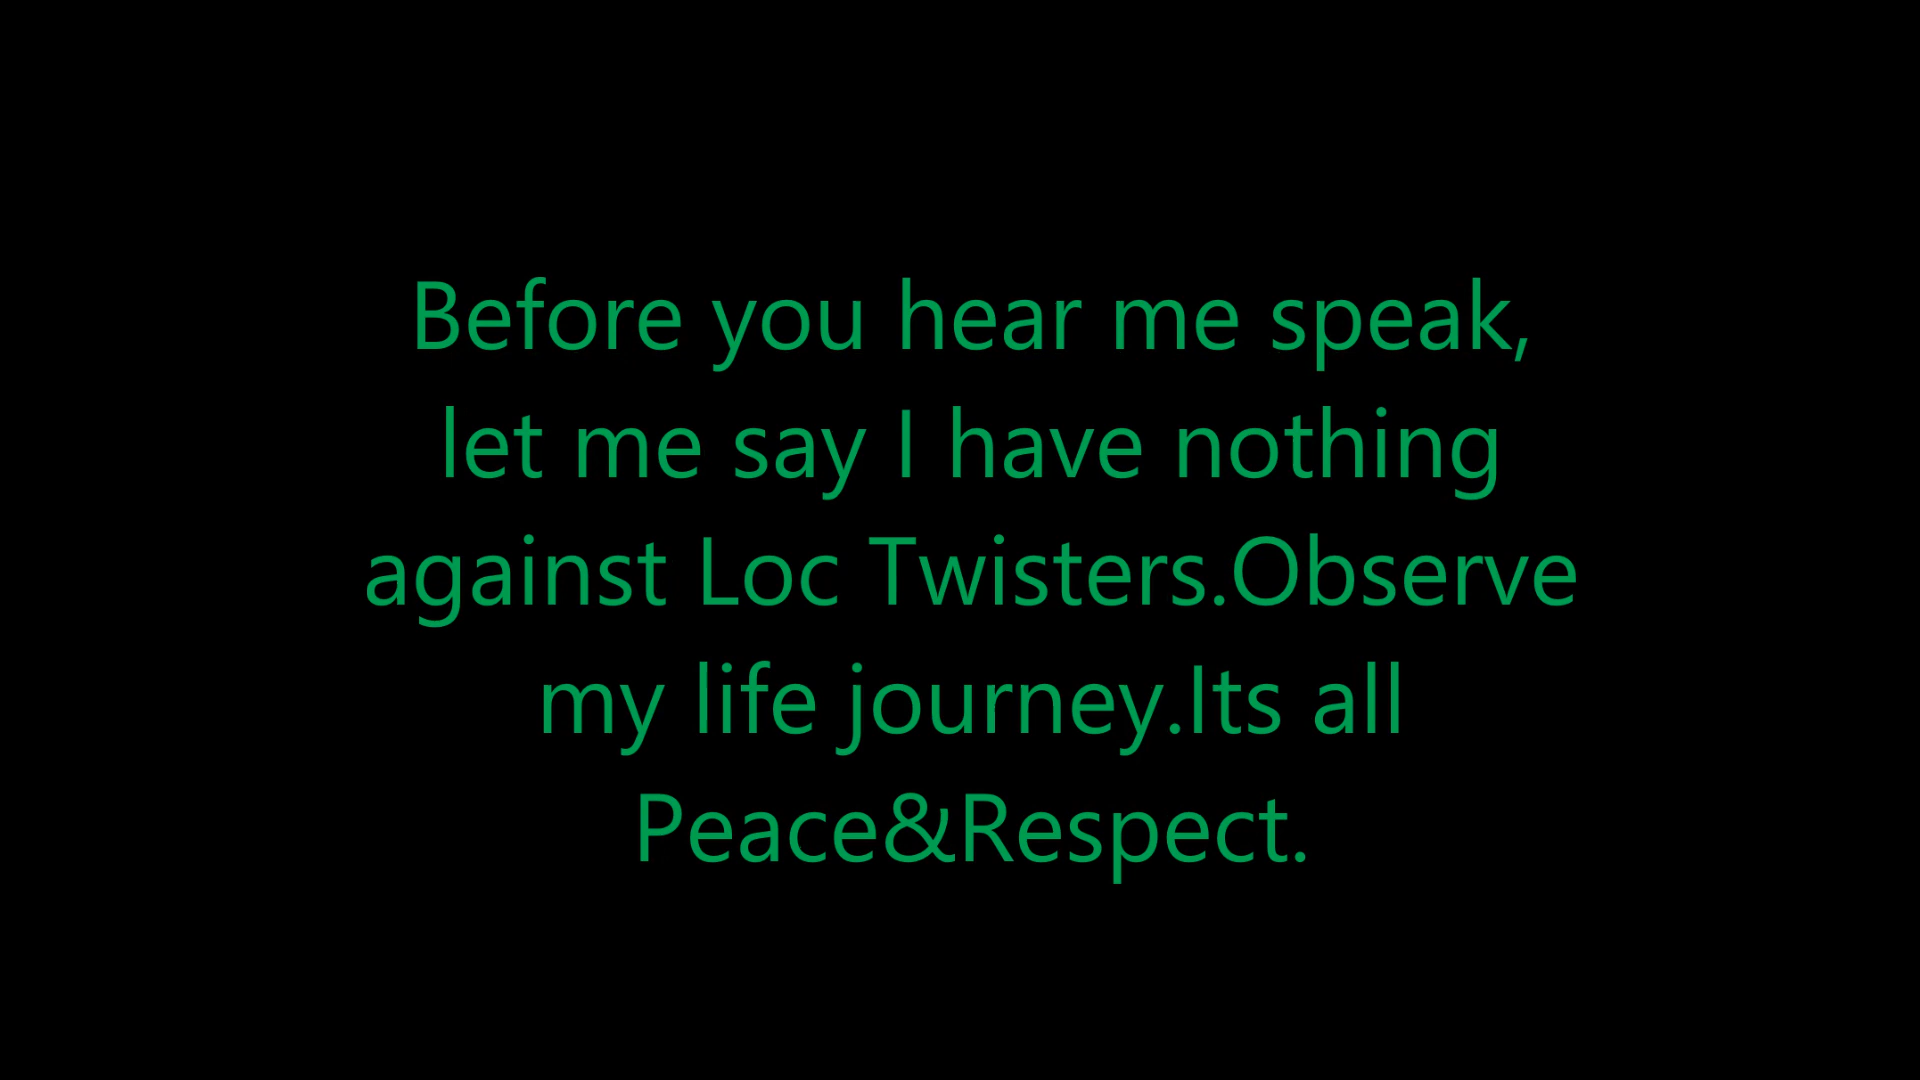 Before you hear me speak,
let me say I have nothing
against Loc Twisters.Observe
my life journey.Its all
Peace&Respect.